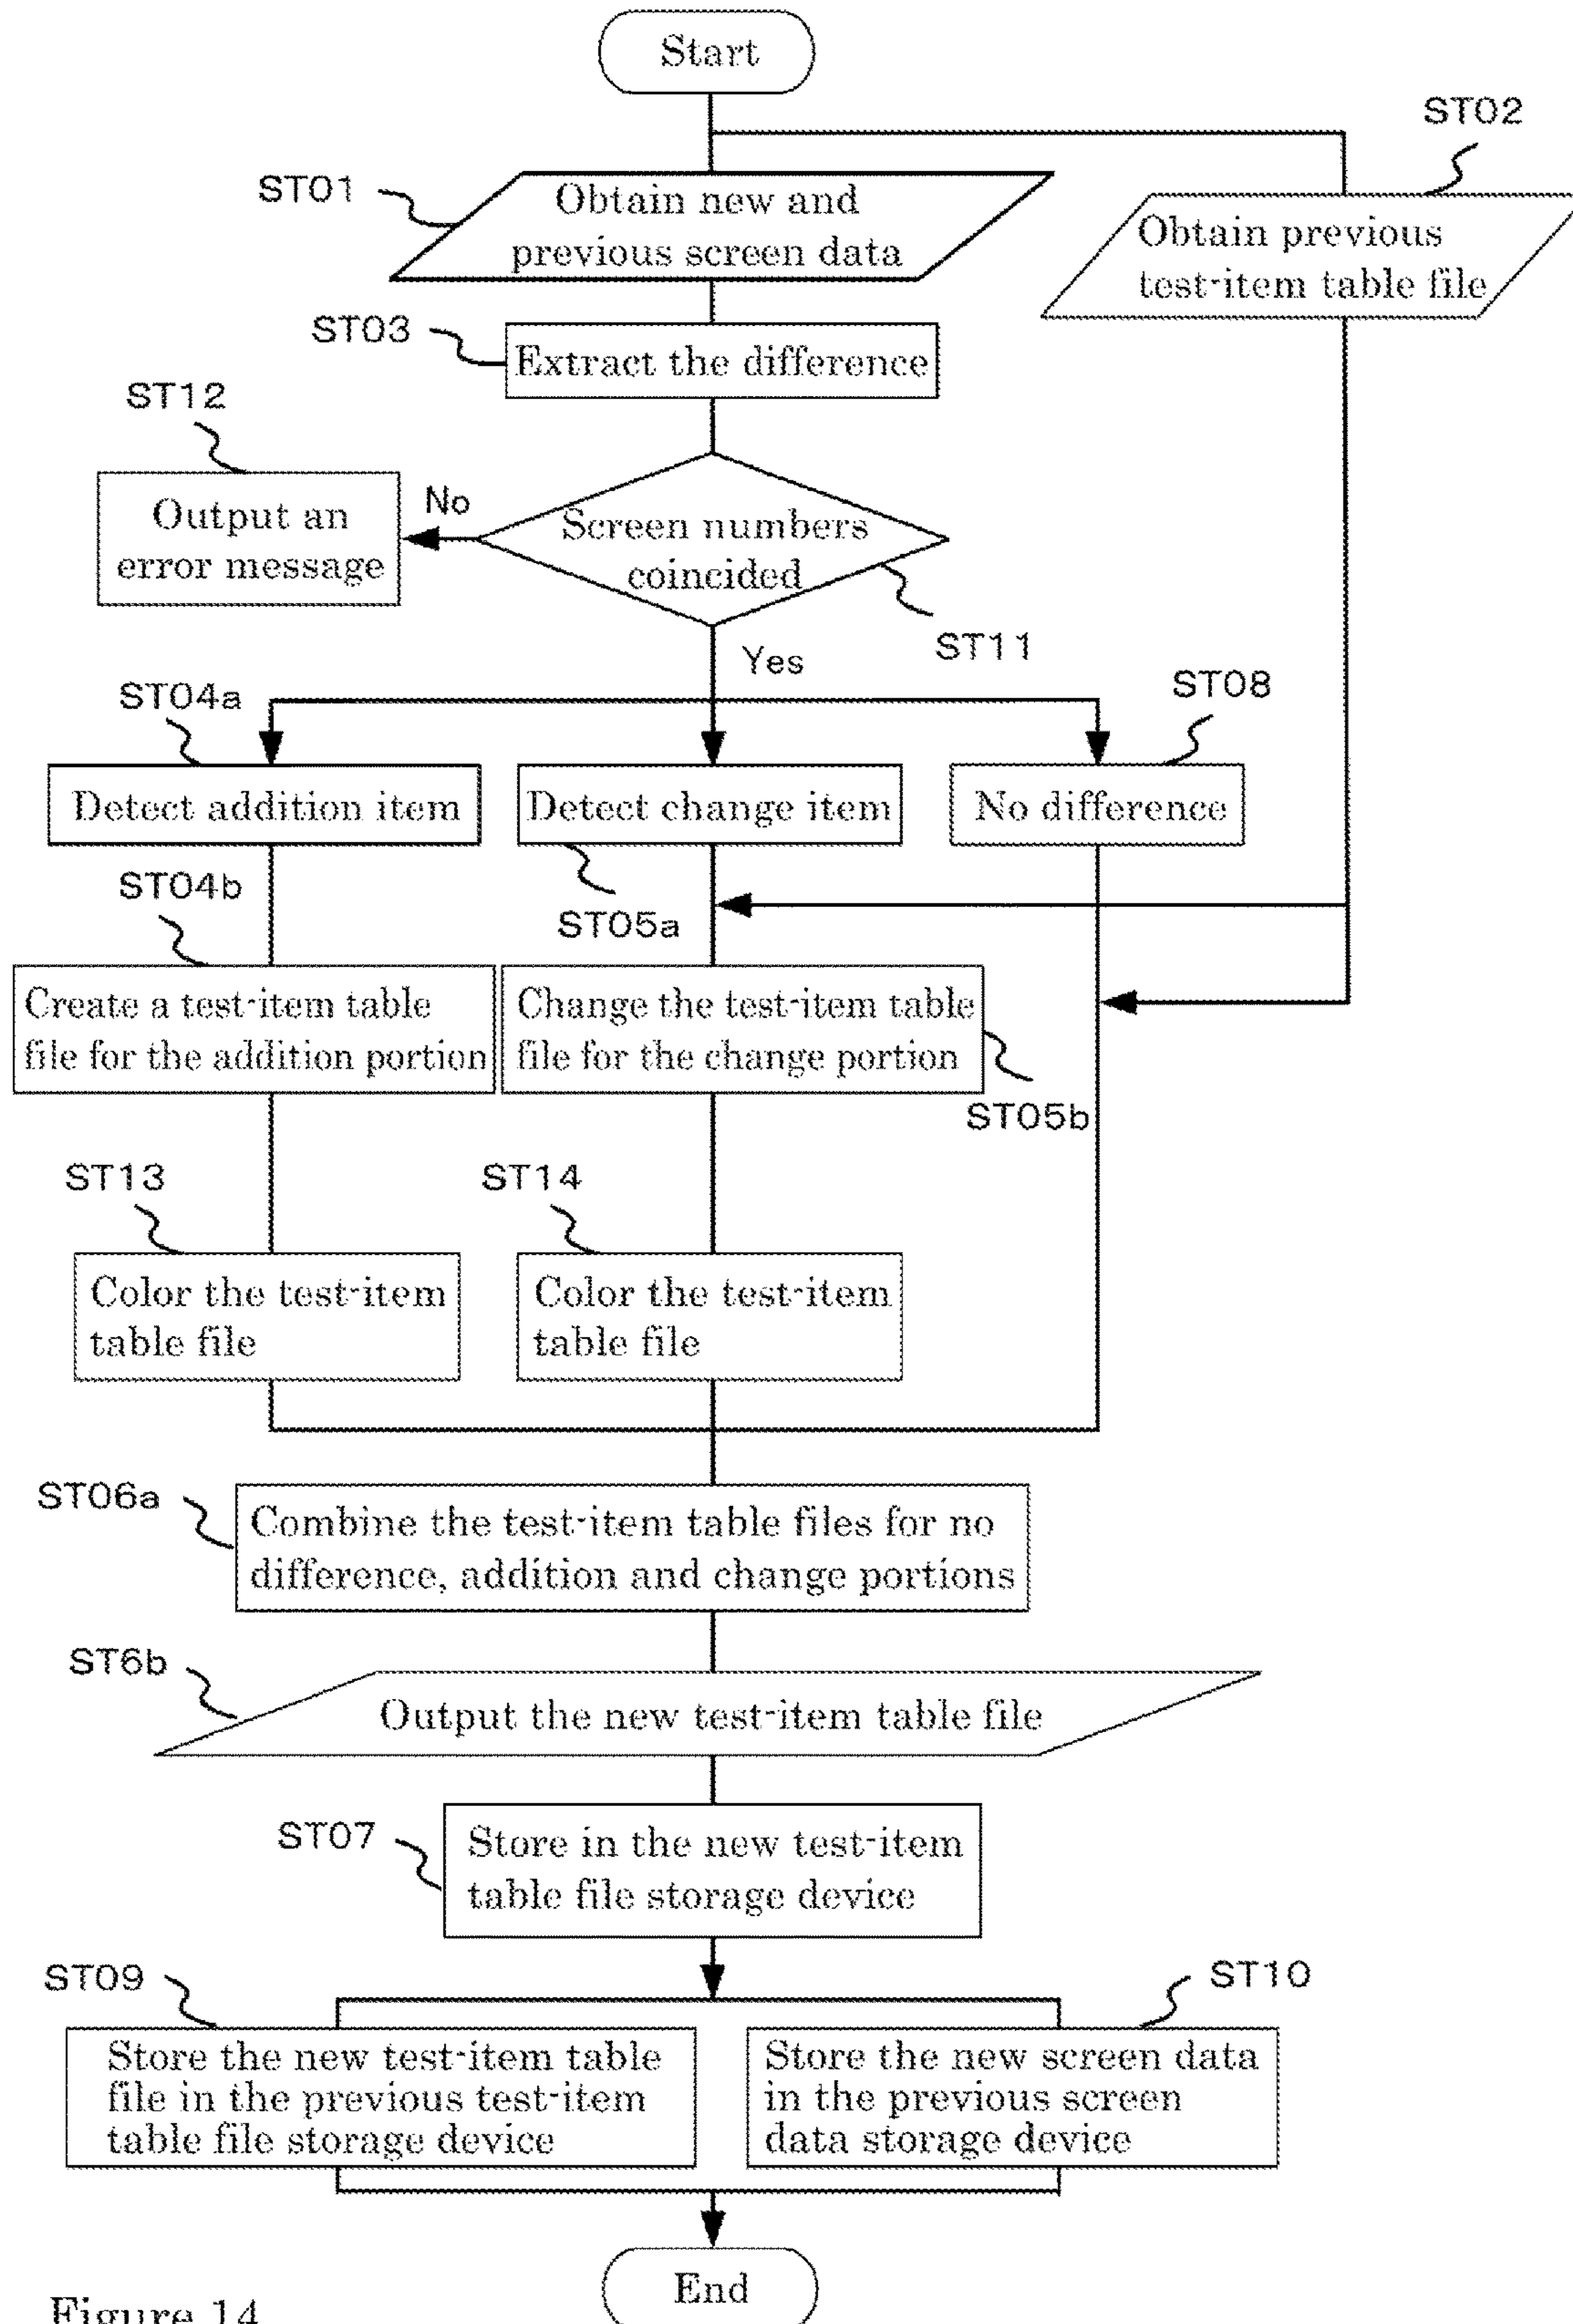 Start
ST02
ST01
Obtain new and
previous screen data
Obtain previous
test-item table file
ST03
Extract the difference
ST12
Output an
error message
No
Screen numbers
coincided
ST11
Yes
ST04a
ST08
Detect addition item
Detect change item
No difference
ST04b
ST05a
Create a test-item table
file for the addition portion
Change the test-item table
file for the change portion
ST05b
ST13
ST14
Color the test-item
table file
Color the test-item
table file
ST06a
Combine the test-item table files for no
difference, addition and change portions
ST6b
Output the new test-item table file
ST07
Store in the new test-item
table file storage device
ST09
ST10
Store the new test-item table
file in the previous test-item
table file storage device
Store the new screen data
in the previous screen
data storage device
End
Figure 14